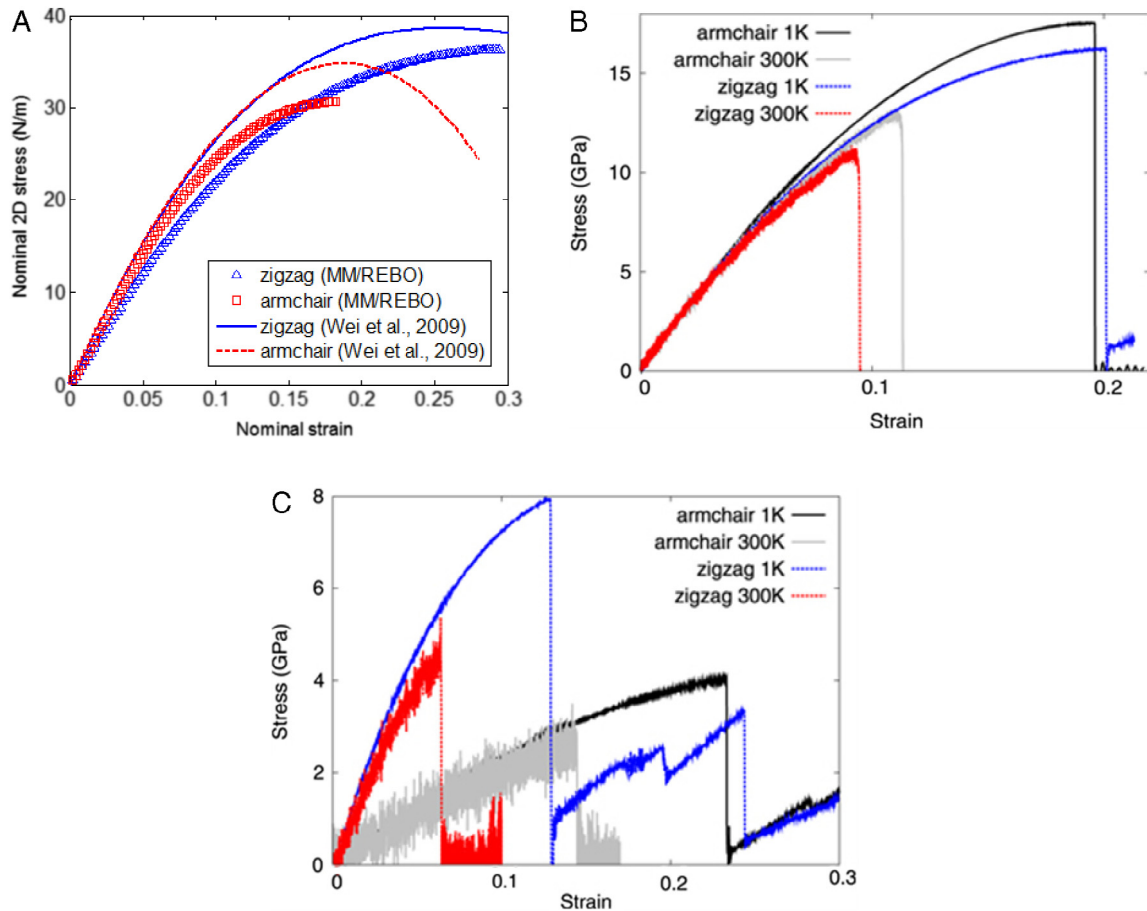 A
Nominal 2D stress (N/m)
40
30
20
10
0
0
0.05
0.1
0.15
0.2
0.25
0.3
Nominal strain
zigzag (MM/REBO)
armchair (MM/REBO)
zigzag (Wei et al., 2009)
armchair (Wei et al., 2009)
B
armchair 1K
armchair 300K
zigzag 1K
zigzag 300K
Stress (GPa)
15
10
5
0
0
0.1
0.2
Strain
C
armchair 1K
armchair 300K
zigzag 1K
zigzag 300K
Stress (GPa)
8
6
4
2
0
0
0.1
0.2
0.3
Strain